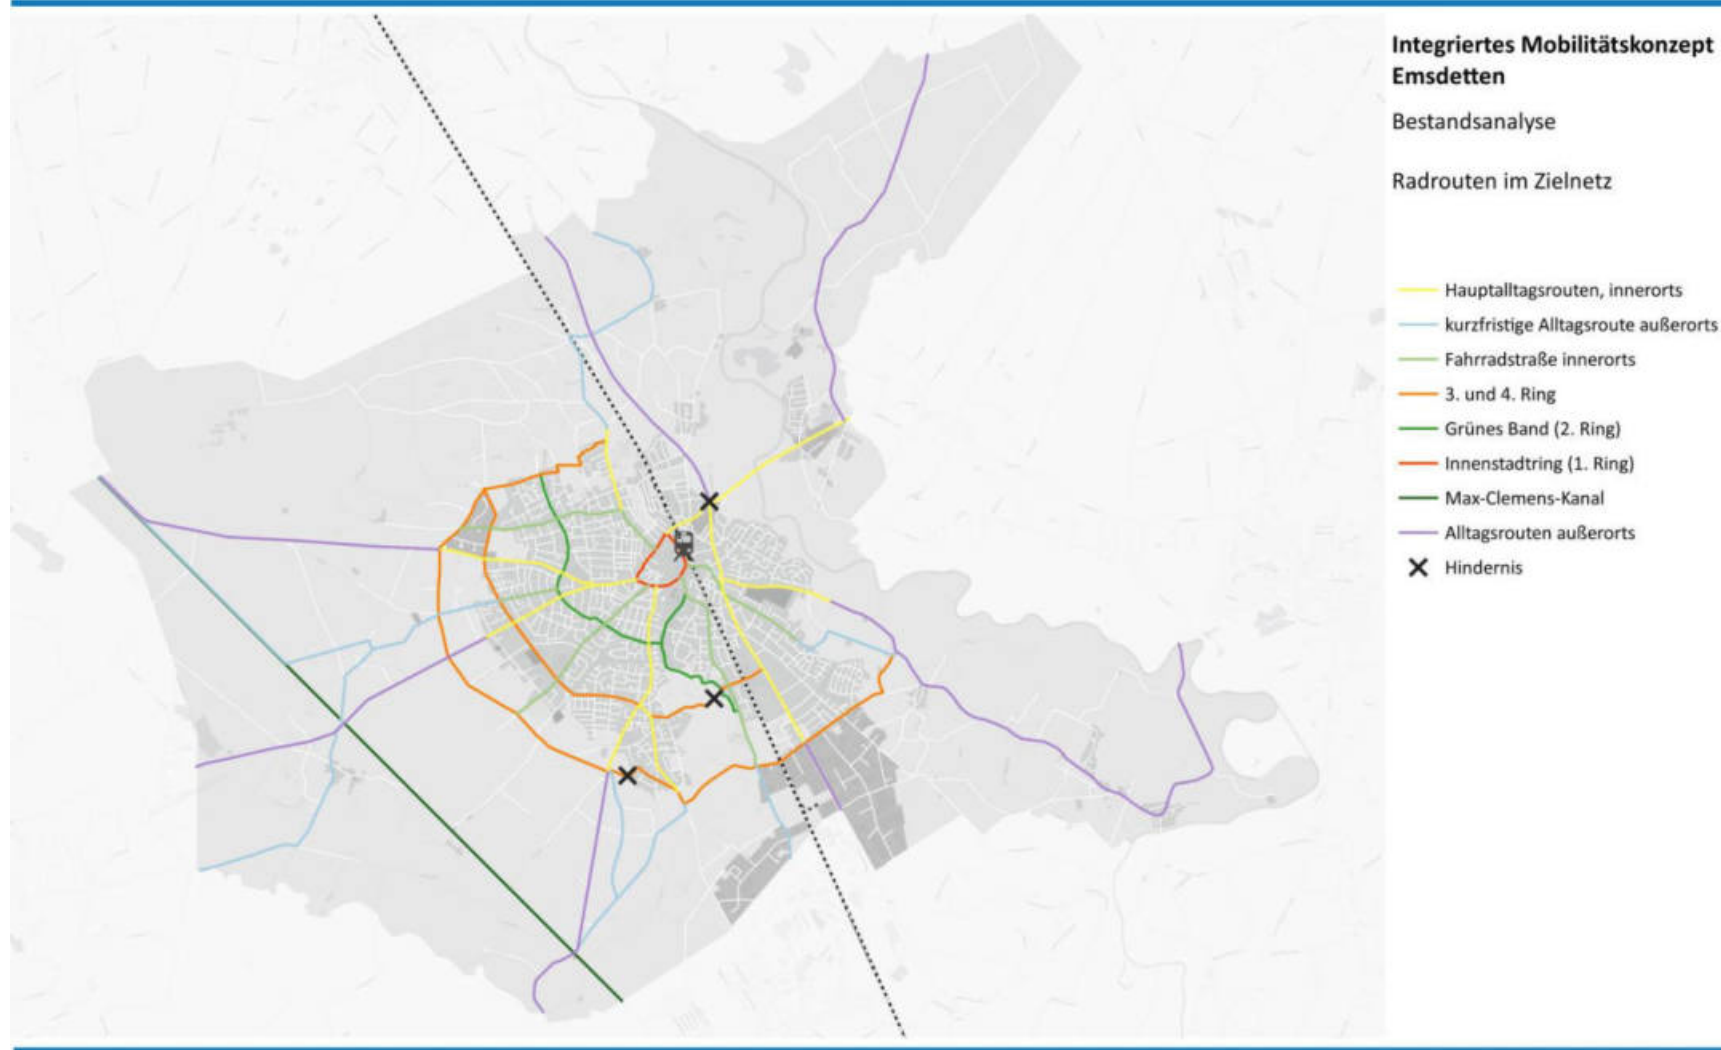 Integriertes Mobilitätskonzept
Emsdetten
Bestandsanalyse
Radrouten im Zielnetz
Hauptalltagsrouten, innerorts
kurzfristige Alltagsroute außerorts
Fahrradstraße innerorts
3. und 4. Ring
Grünes Band (2. Ring)
Innenstadtring (1. Ring)
Max-Clemens-Kanal
Alltagsrouten außerorts
Hindernis